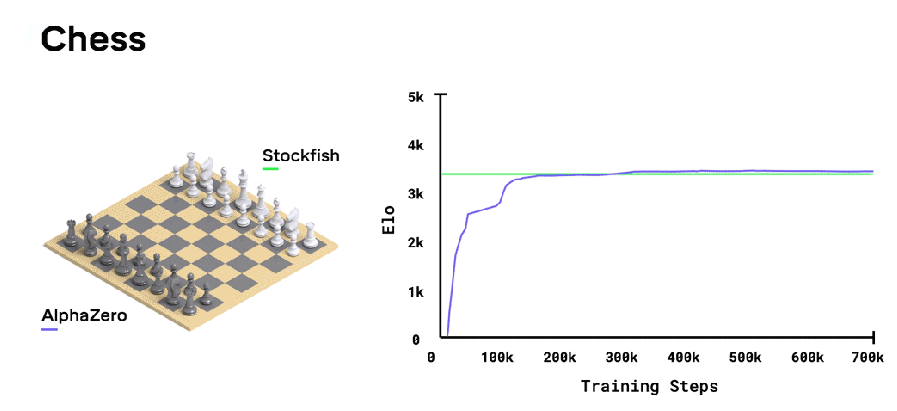 Chess
Stockfish
AlphaZero
5k
4k
3k
2k
1k
0
Elo
0 100k 200k 300k 400k 500k 600k 700k
Training Steps